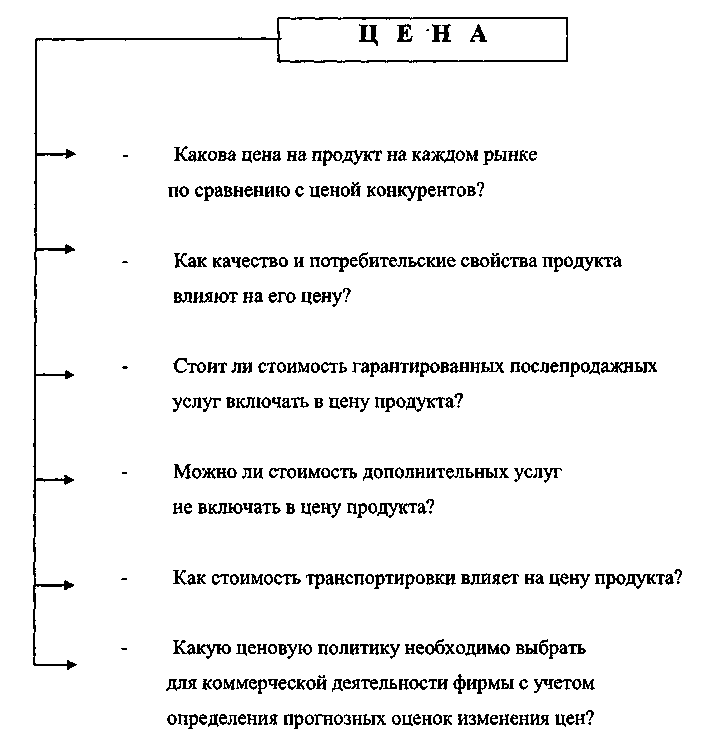 Ц Е Н А
- Какова цена на продукт на каждом рынке
по сравнению с ценой конкурентов?
- Как качество и потребительские свойства продукта
влияют на его цену?
- Стоит ли стоимость гарантированных послепродажных
услуг включать в цену продукта?
- Можно ли стоимость дополнительных услуг
не включать в цену продукта?
- Как стоимость транспортировки влияет на цену продукта?
- Какую ценовую политику необходимо выбрать
для коммерческой деятельности фирмы с учетом
определения прогнозных оценок изменения цен?